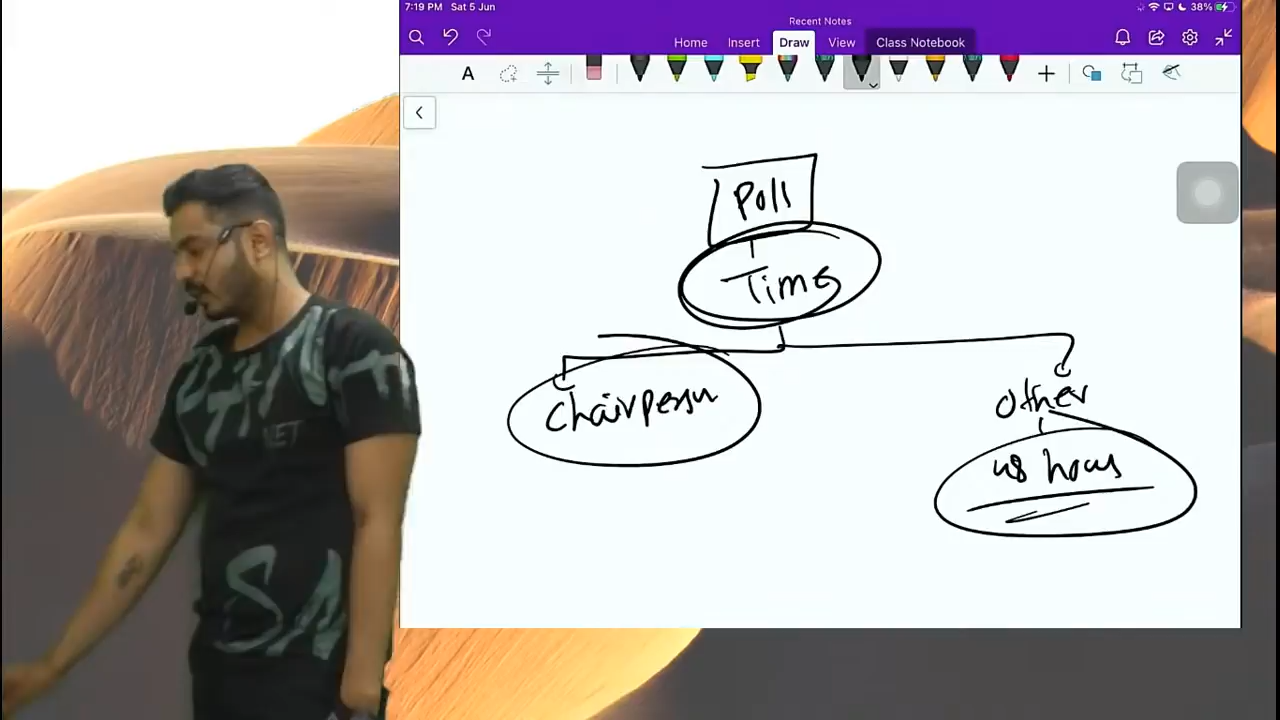 7:19 PM Sat 5 Jun
38%
Recent Notes
Home Insert Draw View Class Notebook
A
Poll
Time
Chairperson
Other
48 hours